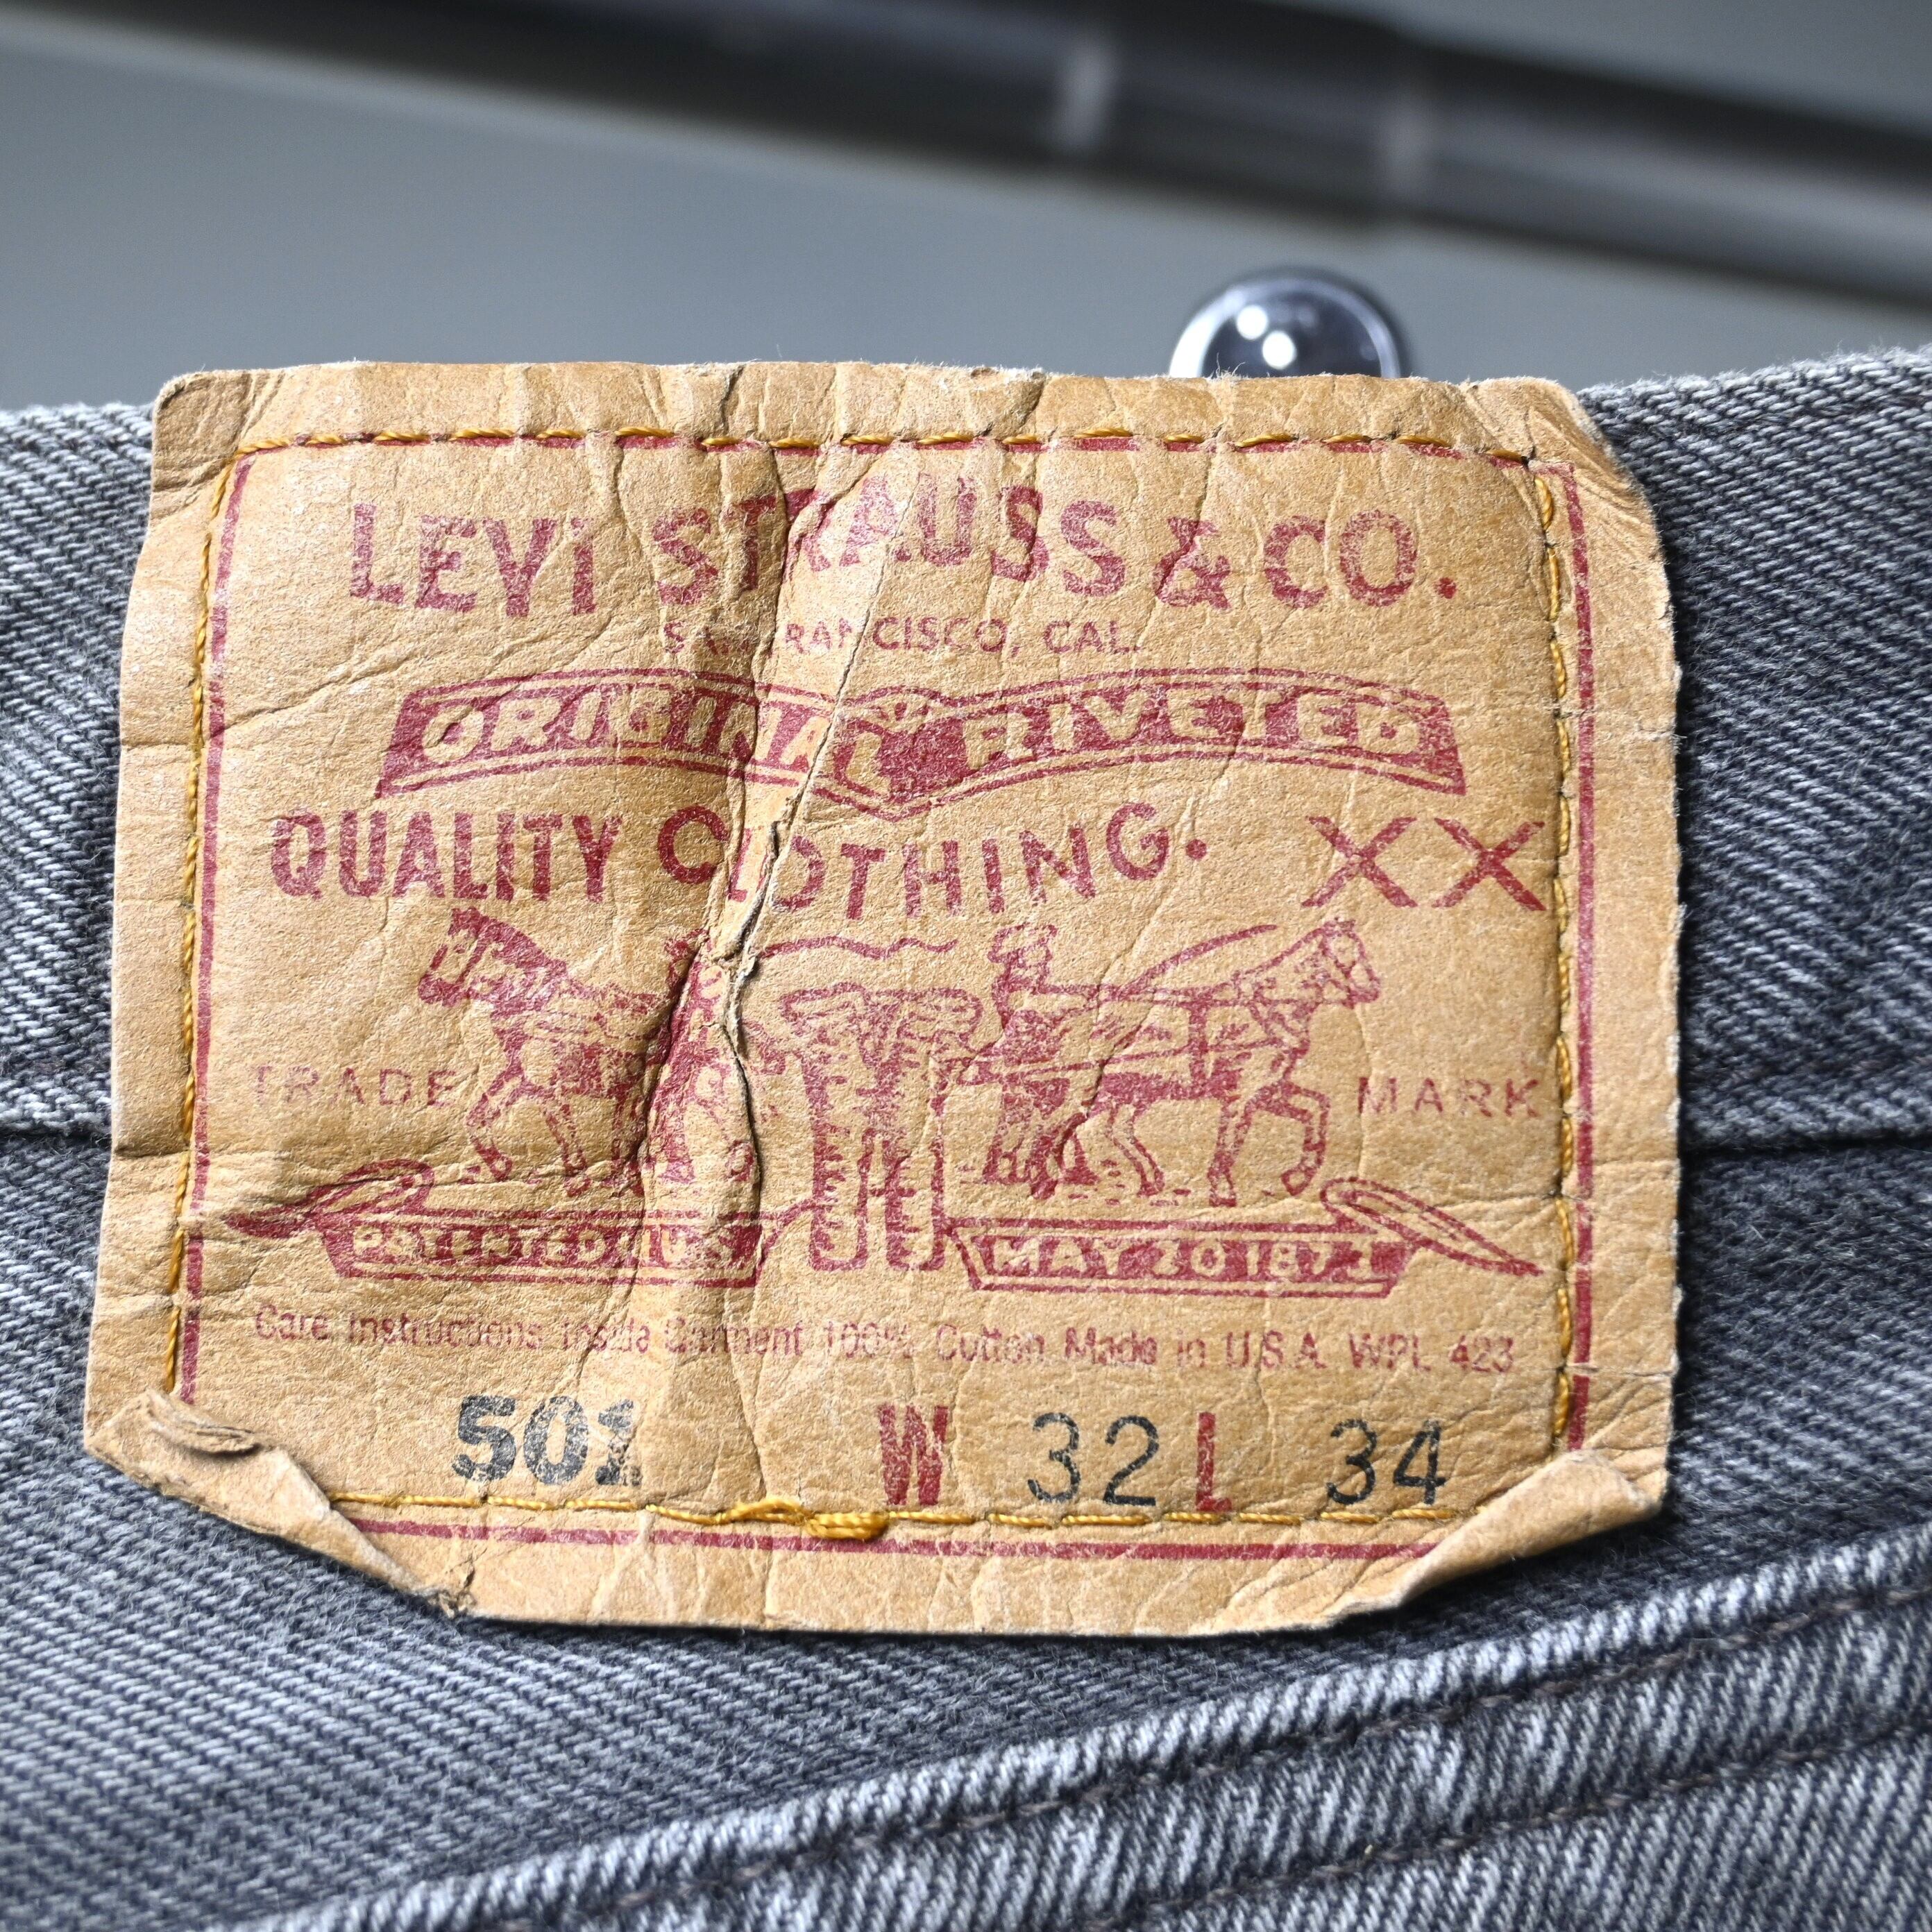 LEVI STRAUSS & CO.
SAN FRANCISCO, CAL.
ORIGINAL RIVETED
QUALITY CLOTHING. XX
TRADE MARK
PATENTED IN U.S. MAY 20 1873
Care Instructions Inside Garment 100% Cotton Made in U.S.A. WPL 423
501 W 32 L 34